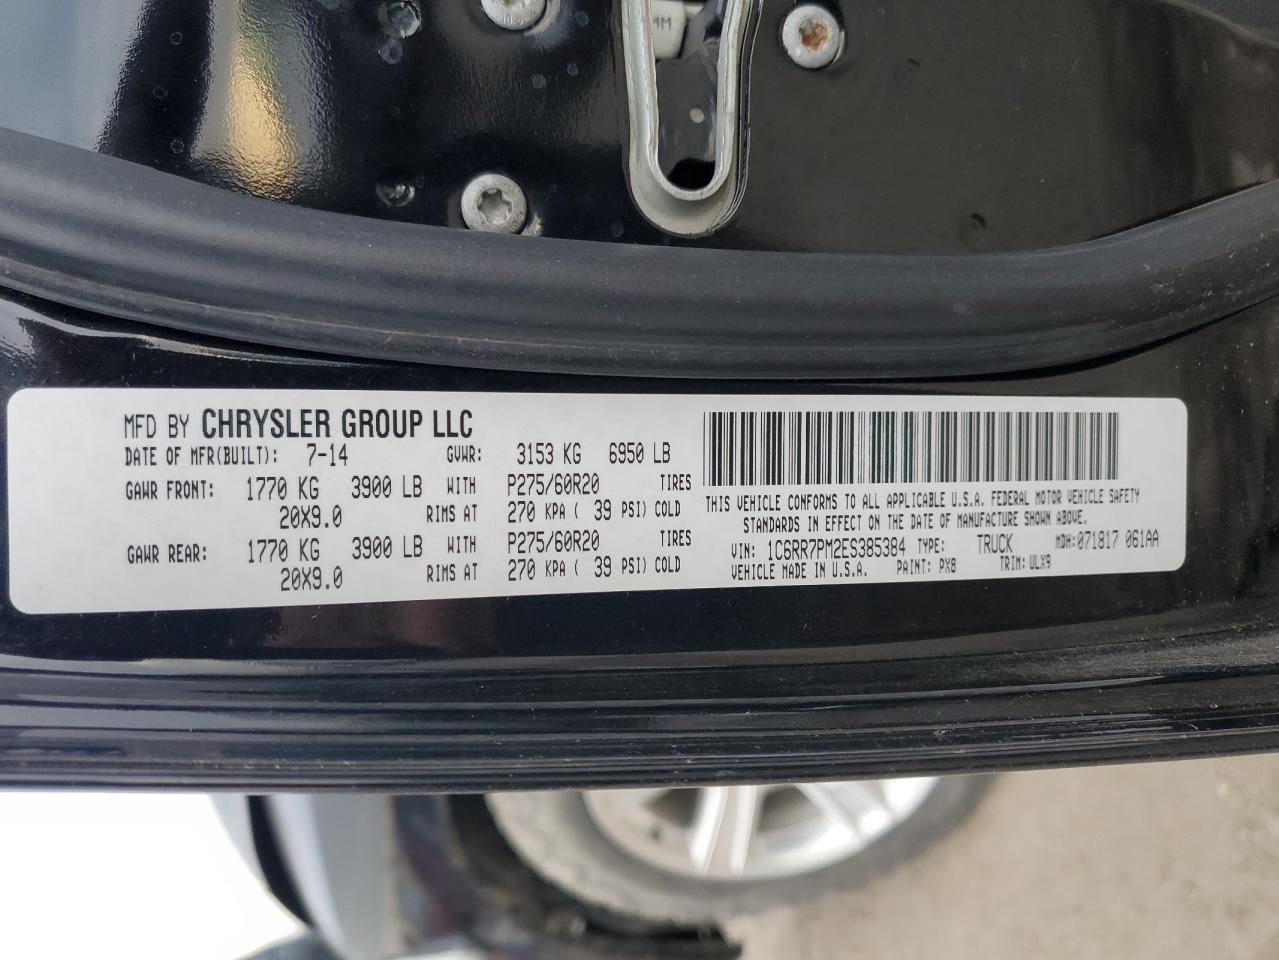 MM
MFD BY CHRYSLER GROUP LLC
DATE OF MFR(BUILT): 7-14 GVWR: 3153 KG 6950 LB
GAWR FRONT: 1770 KG 3900 LB WITH P275/60R20 TIRES
20X9.0 RIMS AT 270 KPA ( 39 PSI) COLD
GAWR REAR: 1770 KG 3900 LB WITH P275/60R20 TIRES
20X9.0 RIMS AT 270 KPA ( 39 PSI) COLD
THIS VEHICLE CONFORMS TO ALL APPLICABLE U.S.A. FEDERAL MOTOR VEHICLE SAFETY
STANDARDS IN EFFECT ON THE DATE OF MANUFACTURE SHOWN ABOVE.
VIN: 1C6RR7PM2ES385384 TYPE: TRUCK MDH:071817 061AA
VEHICLE MADE IN U.S.A. PAINT: PX8 TRIM: ULX9